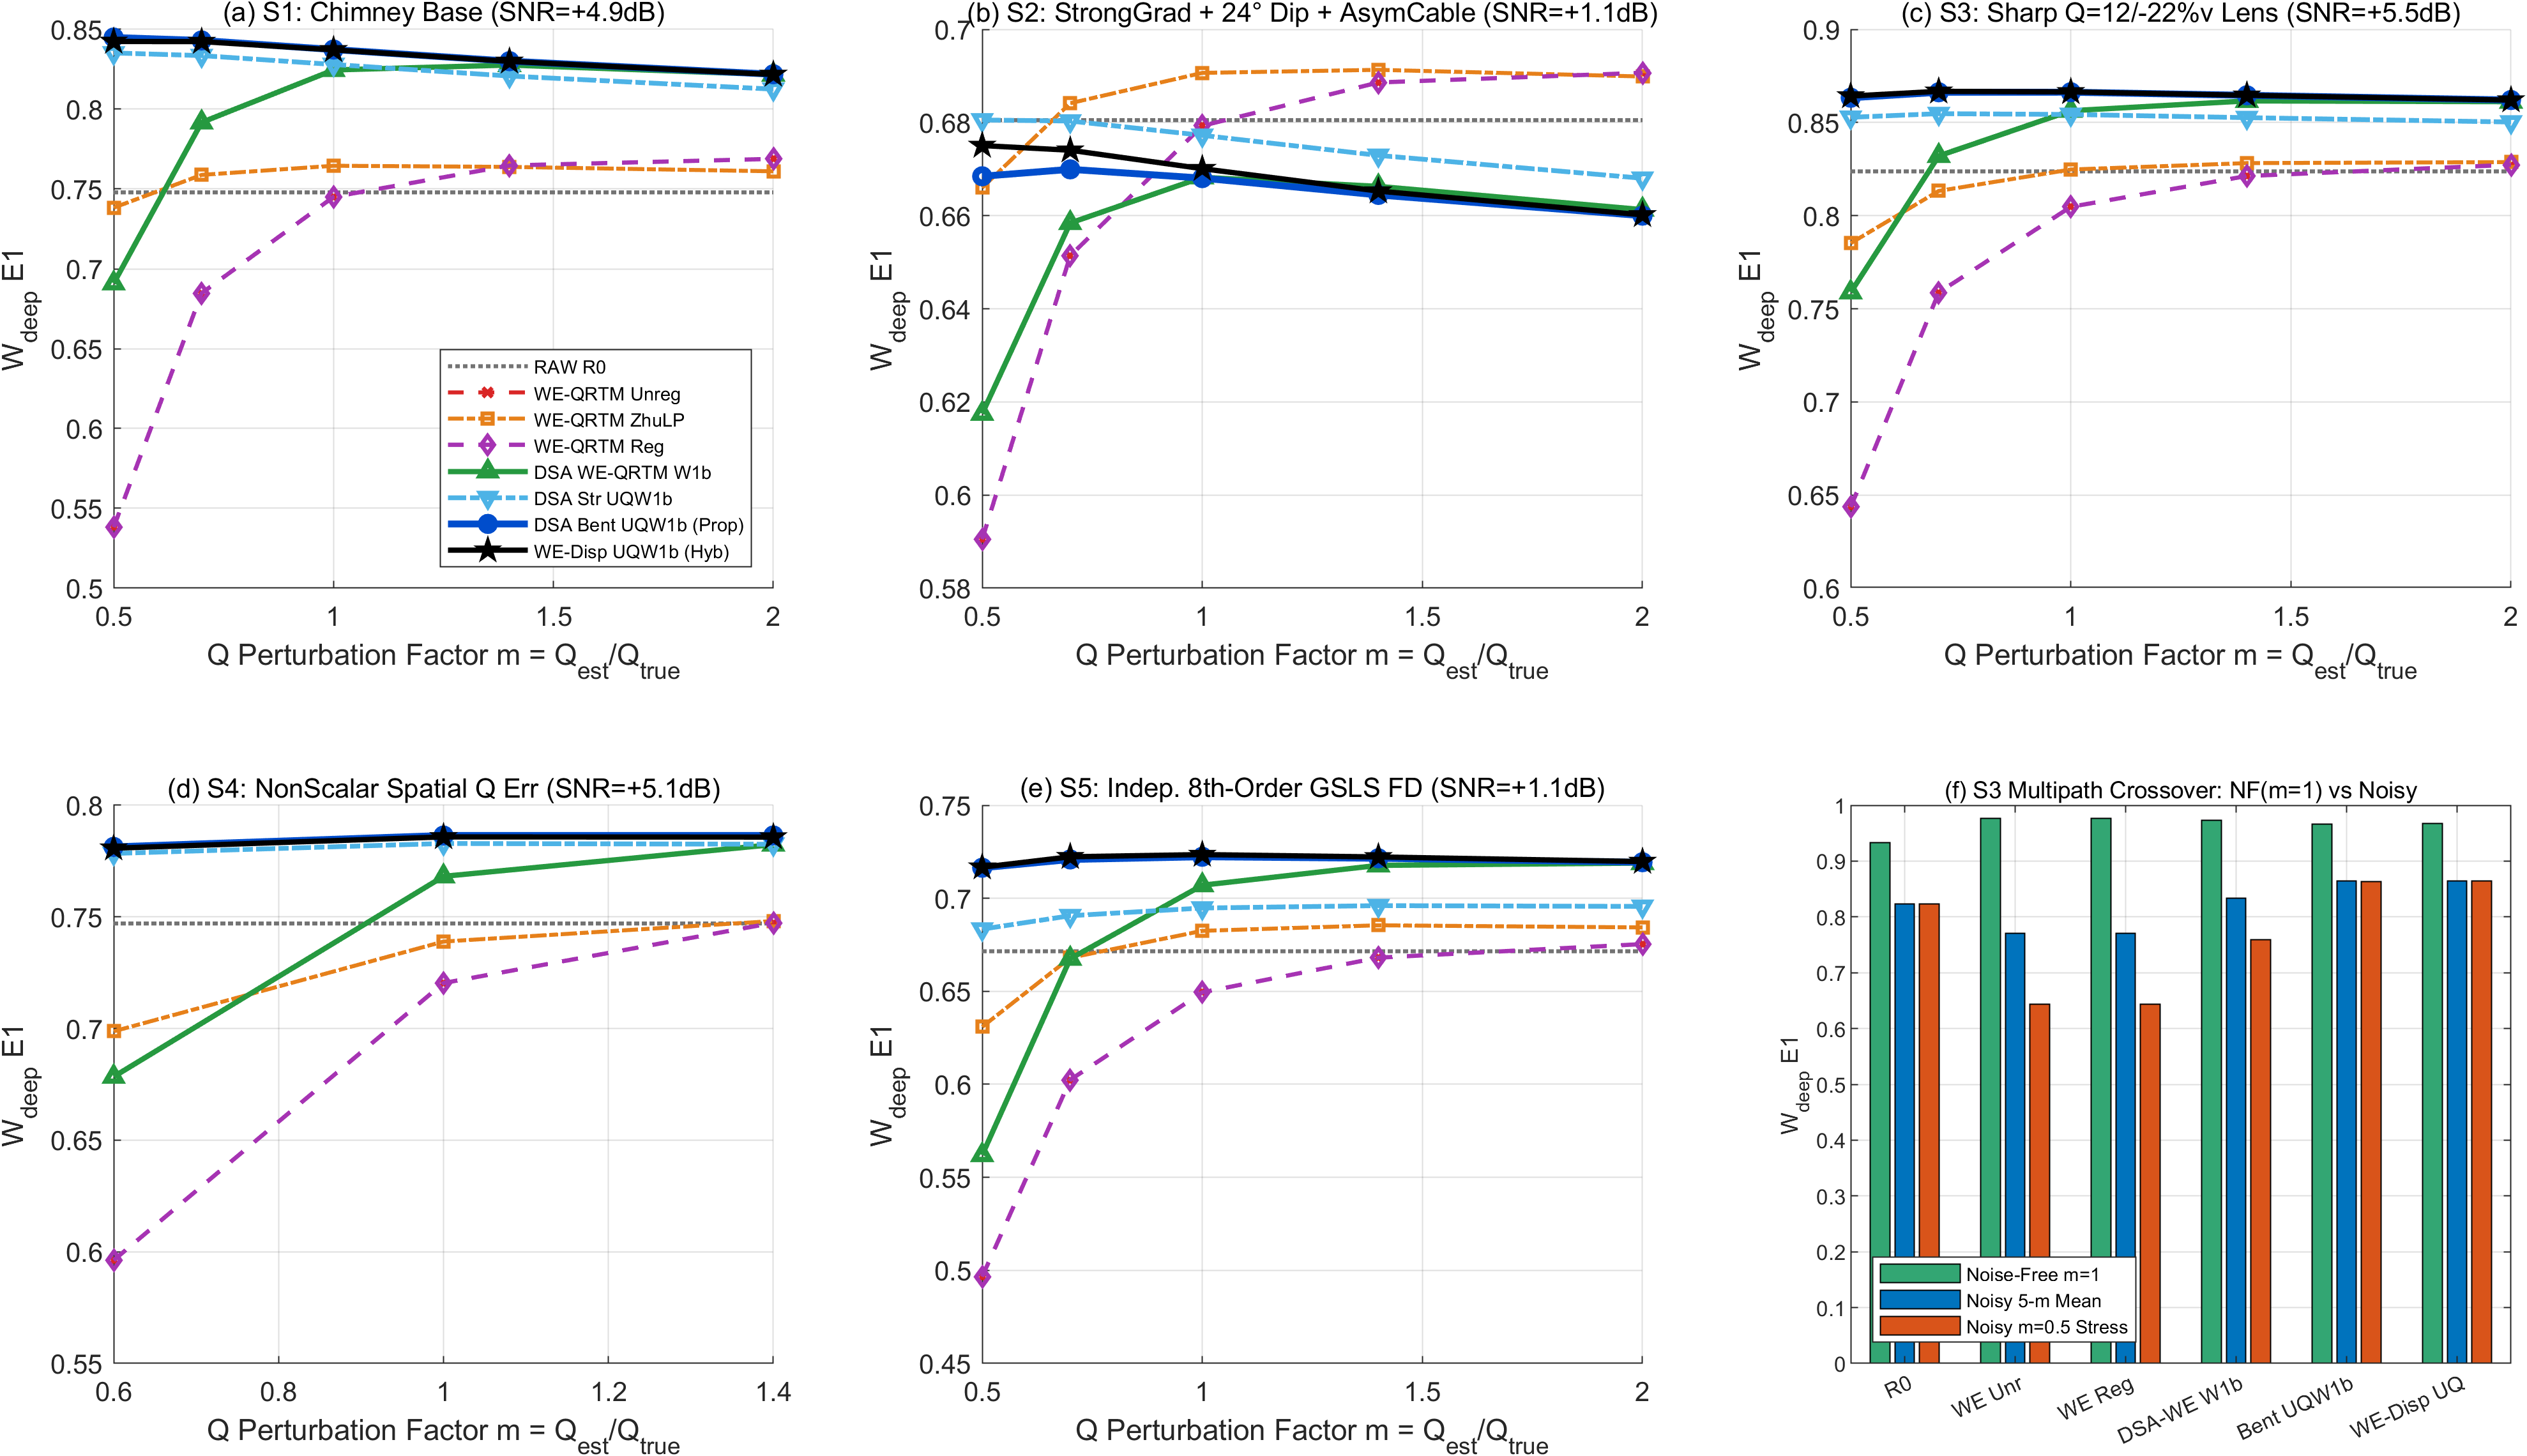 (a) S1: Chimney Base (SNR=+4.9dB)
0.85
0.8
0.75
0.7
0.65
0.6
0.55
0.5
W_deep E1
0.5 1 1.5 2
Q Perturbation Factor m = Q_est/Q_true
RAW R0
WE-QRTM Unreg
WE-QRTM ZhuLP
WE-QRTM Reg
DSA WE-QRTM W1b
DSA Str UQW1b
DSA Bent UQW1b (Prop)
WE-Disp UQW1b (Hyb)
(b) S2: StrongGrad + 24° Dip + AsymCable (SNR=+1.1dB)
0.7
0.68
0.66
0.64
0.62
0.6
0.58
W_deep E1
0.5 1 1.5 2
Q Perturbation Factor m = Q_est/Q_true
(c) S3: Sharp Q=12/-22%v Lens (SNR=+5.5dB)
0.9
0.85
0.8
0.75
0.7
0.65
0.6
W_deep E1
0.5 1 1.5 2
Q Perturbation Factor m = Q_est/Q_true
(d) S4: NonScalar Spatial Q Err (SNR=+5.1dB)
0.8
0.75
0.7
0.65
0.6
0.55
W_deep E1
0.6 0.8 1 1.2 1.4
Q Perturbation Factor m = Q_est/Q_true
(e) S5: Indep. 8th-Order GSLS FD (SNR=+1.1dB)
0.75
0.7
0.65
0.6
0.55
0.5
0.45
W_deep E1
0.5 1 1.5 2
Q Perturbation Factor m = Q_est/Q_true
(f) S3 Multipath Crossover: NF(m=1) vs Noisy
1
0.9
0.8
0.7
0.6
0.5
0.4
0.3
0.2
0.1
0
W_deep E1
Noise-Free m=1
Noisy 5-m Mean
Noisy m=0.5 Stress
R0
WE Unr
WE Reg
DSA-WE W1b
Bent UQW1b
WE-Disp UQ